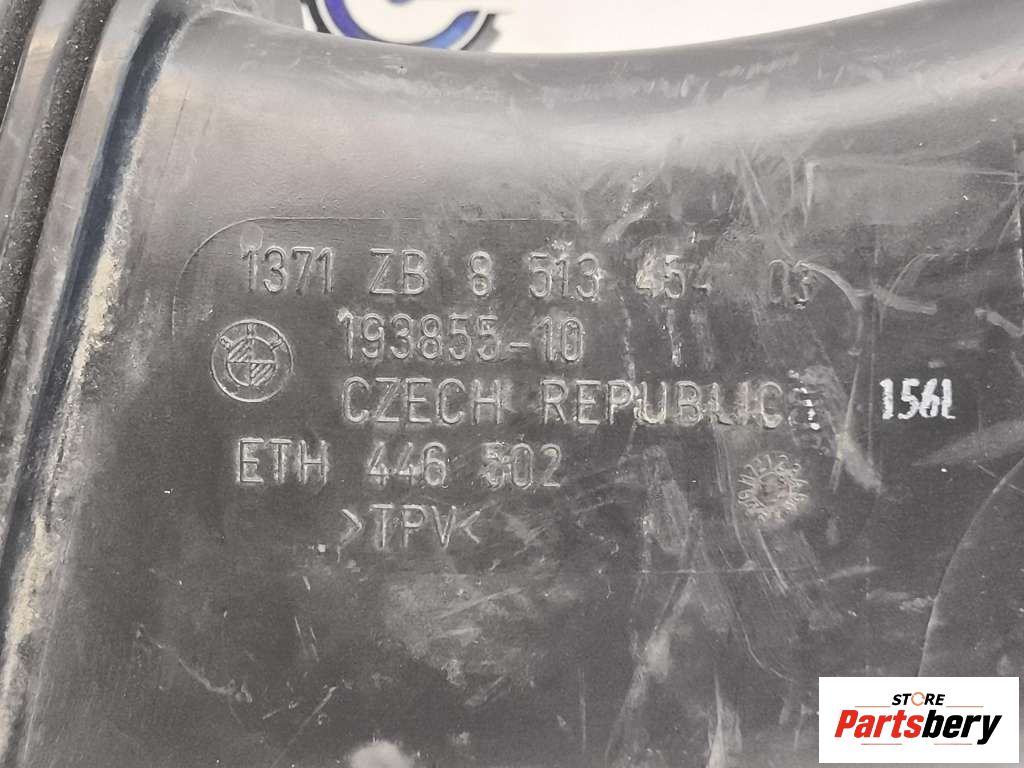 1371 ZB 8 513 454 03
193855-10
CZECH REPUBLIC
156L
ETH 446 502
>TPV<
STORE
Partsbery